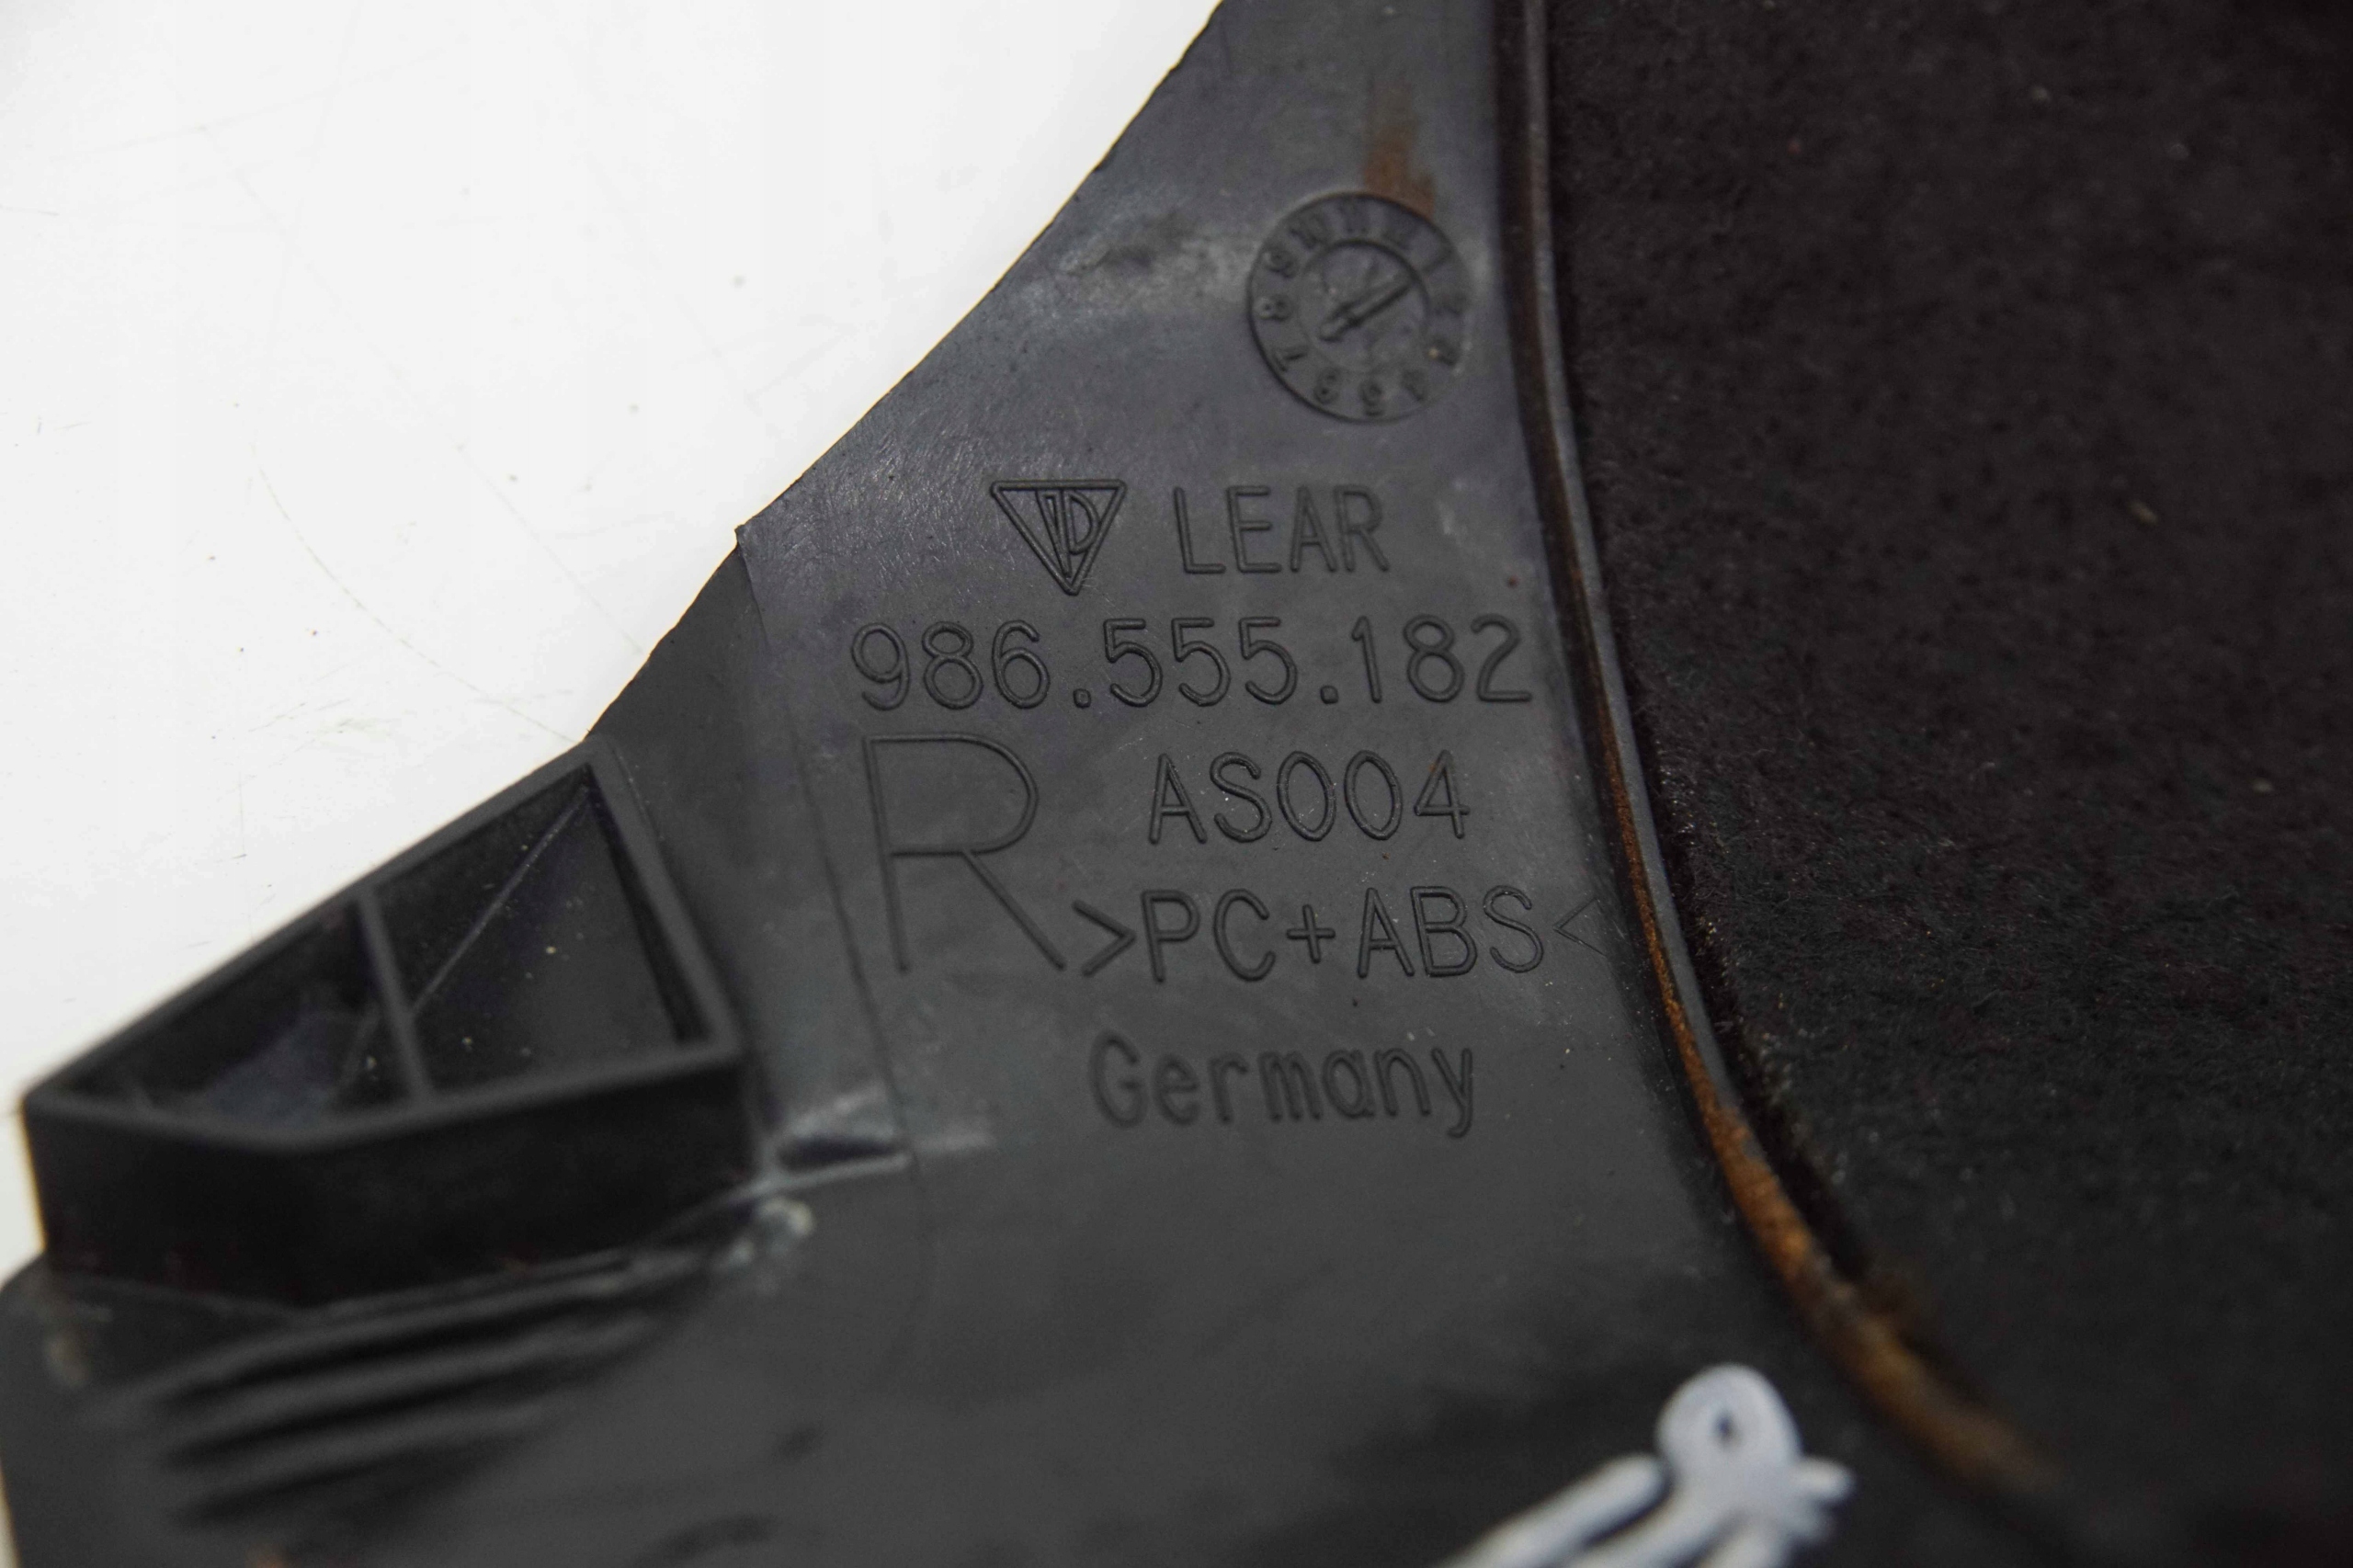 LEAR
986.555.182
R AS004
>PC+ABS<
Germany